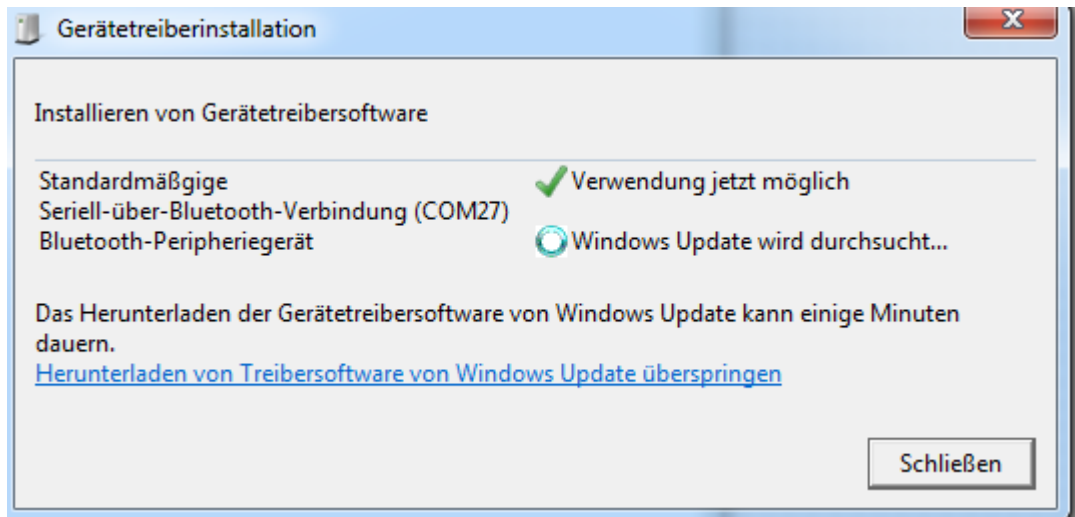 Gerätetreiberinstallation
Installieren von Gerätetreibersoftware
Standardmäßgige
Seriell-über-Bluetooth-Verbindung (COM27)
Verwendung jetzt möglich
Bluetooth-Peripheriegerät
Windows Update wird durchsucht...
Das Herunterladen der Gerätetreibersoftware von Windows Update kann einige Minuten
dauern.
Herunterladen von Treibersoftware von Windows Update überspringen
Schließen